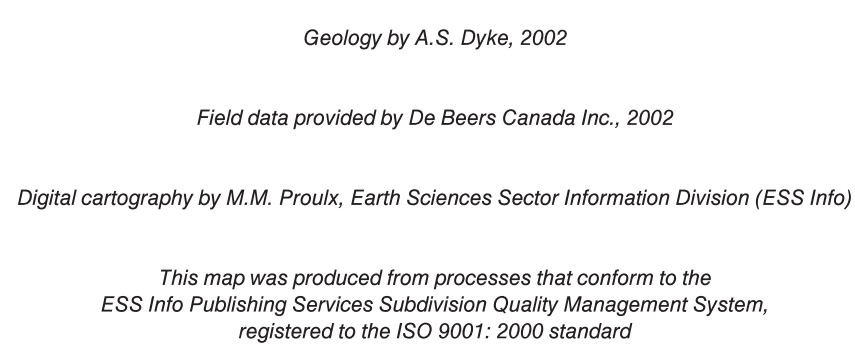 Geology by A.S. Dyke, 2002
Field data provided by De Beers Canada Inc., 2002
Digital cartography by M.M. Proulx, Earth Sciences Sector Information Division (ESS Info)
This map was produced from processes that conform to the
ESS Info Publishing Services Subdivision Quality Management System,
registered to the ISO 9001: 2000 standard